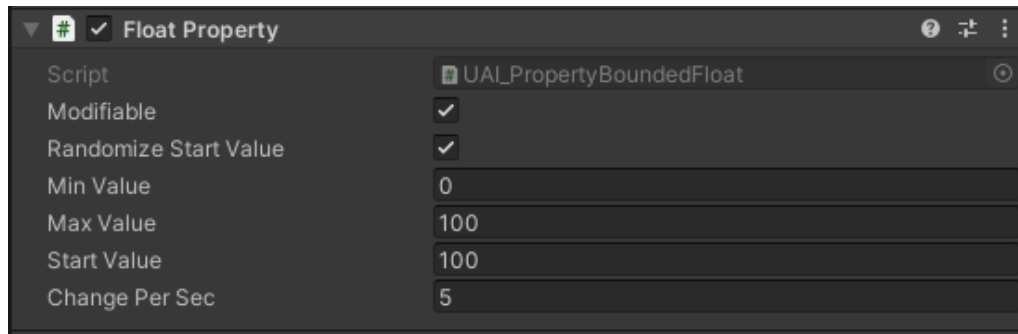 # Float Property
Script # UAI_PropertyBoundedFloat
Modifiable
Randomize Start Value
Min Value 0
Max Value 100
Start Value 100
Change Per Sec 5